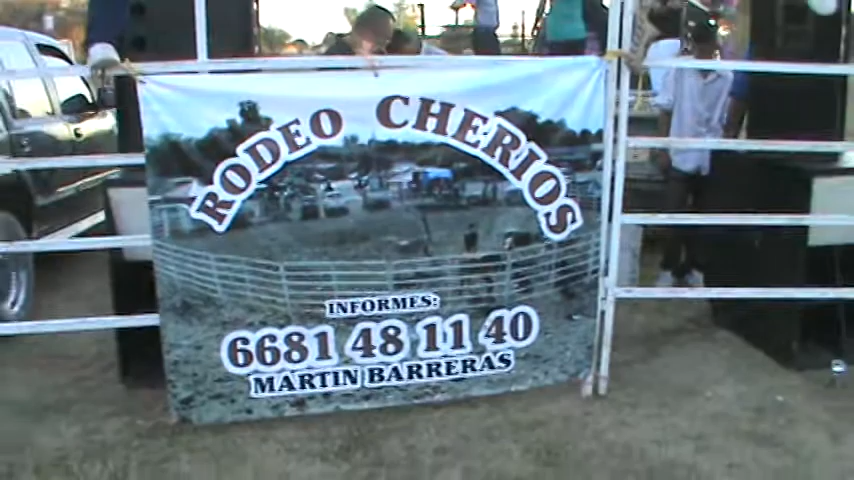 RODEO CHERIOS
INFORMES:
6681 48 11 40
MARTIN BARRERAS